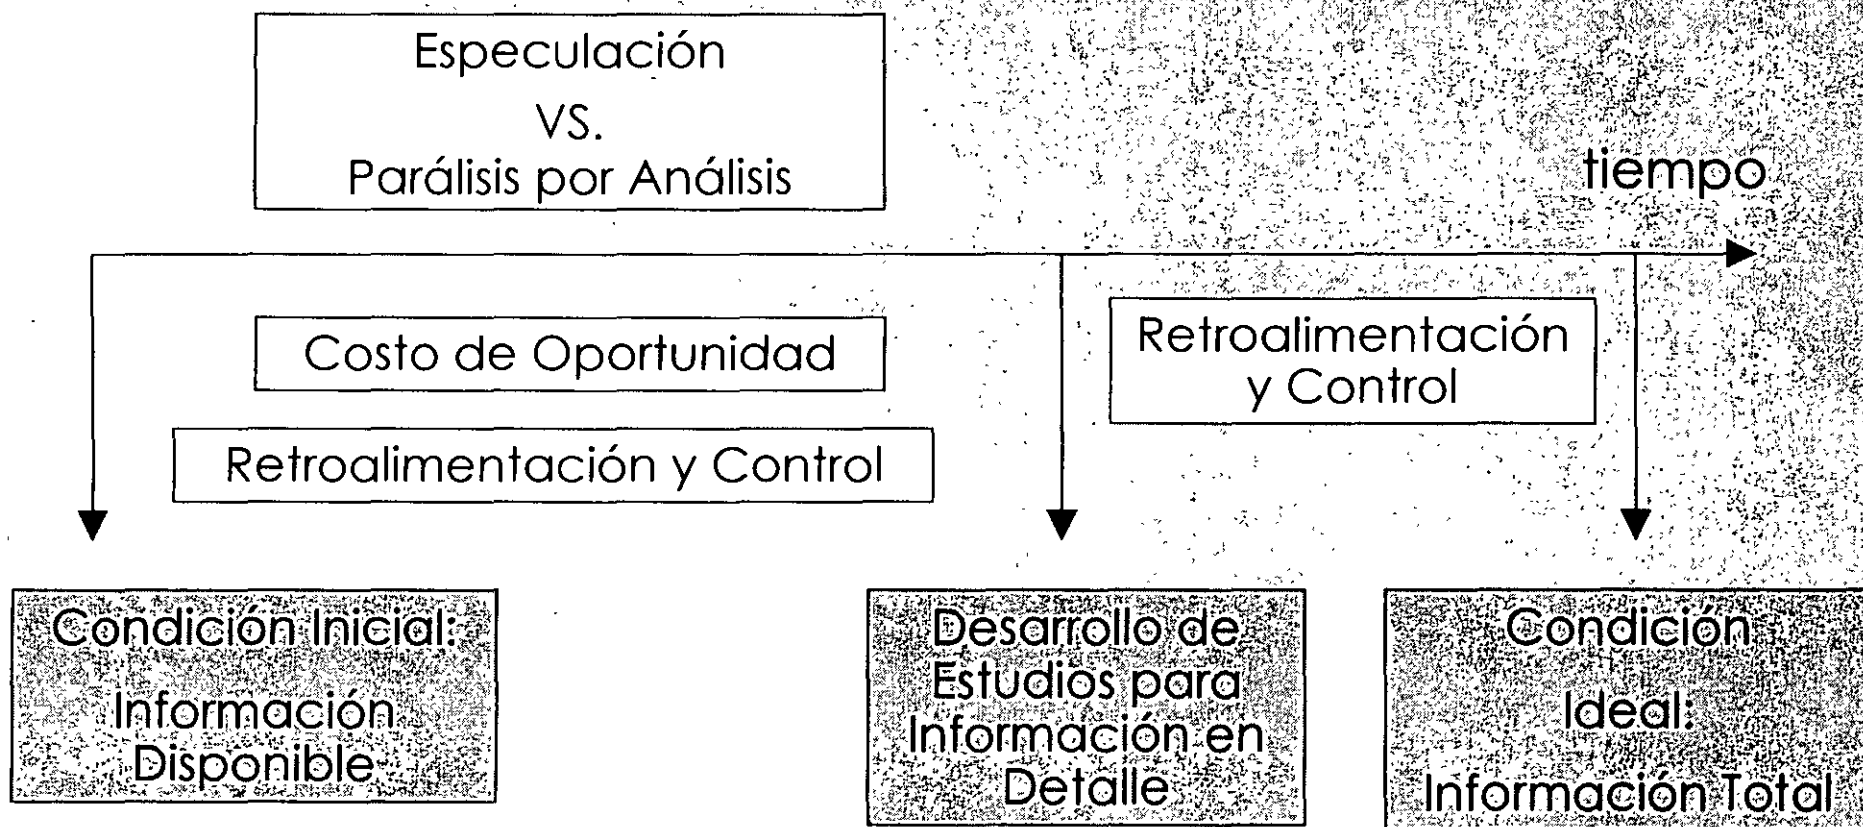 Especulación
VS.
Parálisis por Análisis
tiempo
Costo de Oportunidad
Retroalimentación
y Control
Retroalimentación y Control
Condición Inicial:
Información
Disponible
Desarrollo de
Estudios para
Información en
Detalle
Condición
Ideal:
Información Total